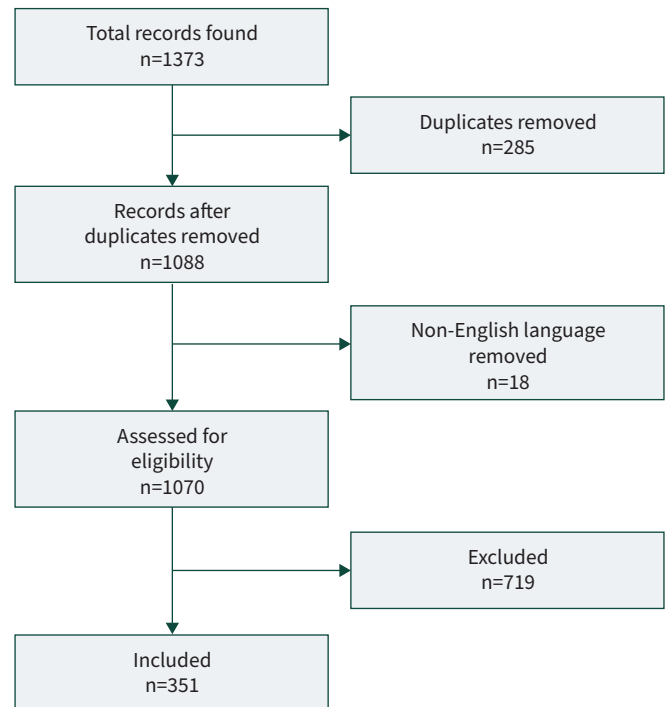 Total records found
n=1373
Duplicates removed
n=285
Records after
duplicates removed
n=1088
Non-English language
removed
n=18
Assessed for
eligibility
n=1070
Excluded
n=719
Included
n=351